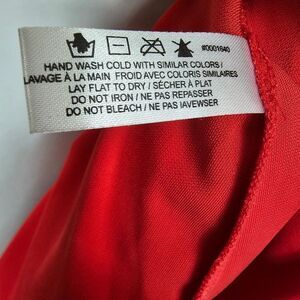 #0001640
HAND WASH COLD WITH SIMILAR COLORS /
LAVAGE À LA MAIN FROID AVEC COLORIS SIMILAIRES
LAY FLAT TO DRY / SÉCHER À PLAT
DO NOT IRON / NE PAS REPASSER
DO NOT BLEACH / NE PAS lAVEWSER